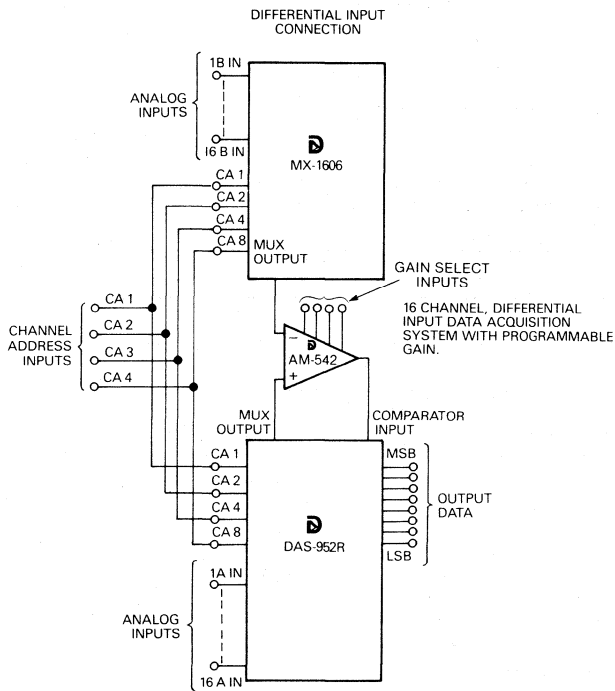 DIFFERENTIAL INPUT
CONNECTION
1B IN
ANALOG
INPUTS
I6 B IN
MX-1606
CA 1
CA 2
CA 4
CA 8
MUX
OUTPUT
GAIN SELECT
INPUTS
16 CHANNEL, DIFFERENTIAL
INPUT DATA ACQUISITION
SYSTEM WITH PROGRAMMABLE
GAIN.
CHANNEL
ADDRESS
INPUTS
CA 1
CA 2
CA 3
CA 4
−
AM-542
+
MUX
OUTPUT
COMPARATOR
INPUT
CA 1
CA 2
CA 4
CA 8
MSB
OUTPUT
DATA
LSB
DAS-952R
1A IN
ANALOG
INPUTS
16 A IN